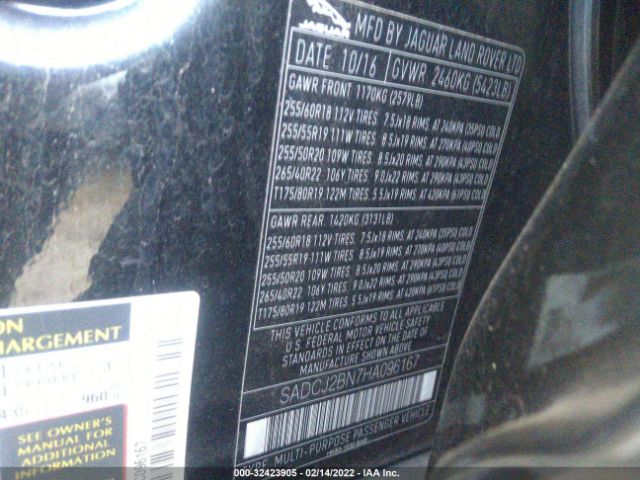 JAGUAR
MFD BY JAGUAR LAND ROVER LTD
DATE: 10/16 GVWR 2460KG (5423LB)
GAWR FRONT 1170KG (2579LB)
255/60R18 112V TIRES 7.5Jx18 RIMS. AT 240KPA (35PSI) COLD
255/55R19 111W TIRES 8.5Jx19 RIMS. AT 270KPA (40PSI) COLD
255/50R20 109W TIRES 8.5Jx20 RIMS. AT 290KPA (43PSI) COLD
265/40R22 106Y TIRES 9.0Jx22 RIMS. AT 290KPA (43PSI) COLD
T175/80R19 122M TIRES 5.5Jx19 RIMS. AT 420KPA (61PSI) COLD
GAWR REAR 1420KG (3131LB)
255/60R18 112V TIRES 7.5Jx18 RIMS. AT 240KPA (35PSI) COLD
255/55R19 111W TIRES 8.5Jx19 RIMS. AT 270KPA (40PSI) COLD
255/50R20 109W TIRES 8.5Jx20 RIMS. AT 290KPA (43PSI) COLD
265/40R22 106Y TIRES 9.0Jx22 RIMS. AT 290KPA (43PSI) COLD
T175/80R19 122M TIRES 5.5Jx19 RIMS. AT 420KPA (61PSI) COLD
THIS VEHICLE CONFORMS TO ALL APPLICABLE
U.S. FEDERAL MOTOR VEHICLE SAFETY
STANDARDS IN EFFECT ON THE DATE OF
MANUFACTURE SHOWN ABOVE
SADCJ2BN7HA096167
TYPE: MULTI-PURPOSE PASSENGER VEHICLE
ON
HARGEMENT
960
SEE OWNER'S
MANUAL FOR
ADDITIONAL
INFORMATION
096167
000-32423905 - 02/14/2022 - IAA Inc.